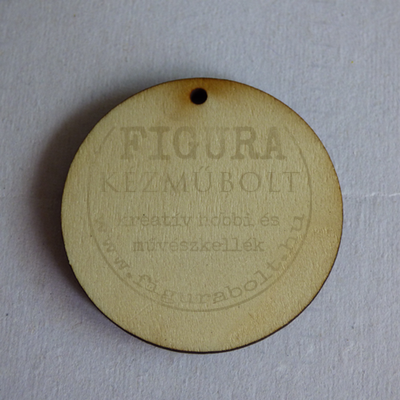 FIGURA
KÉZMŰBOLT
kreatív hobbi és
művészkellék
www.figurabolt.hu